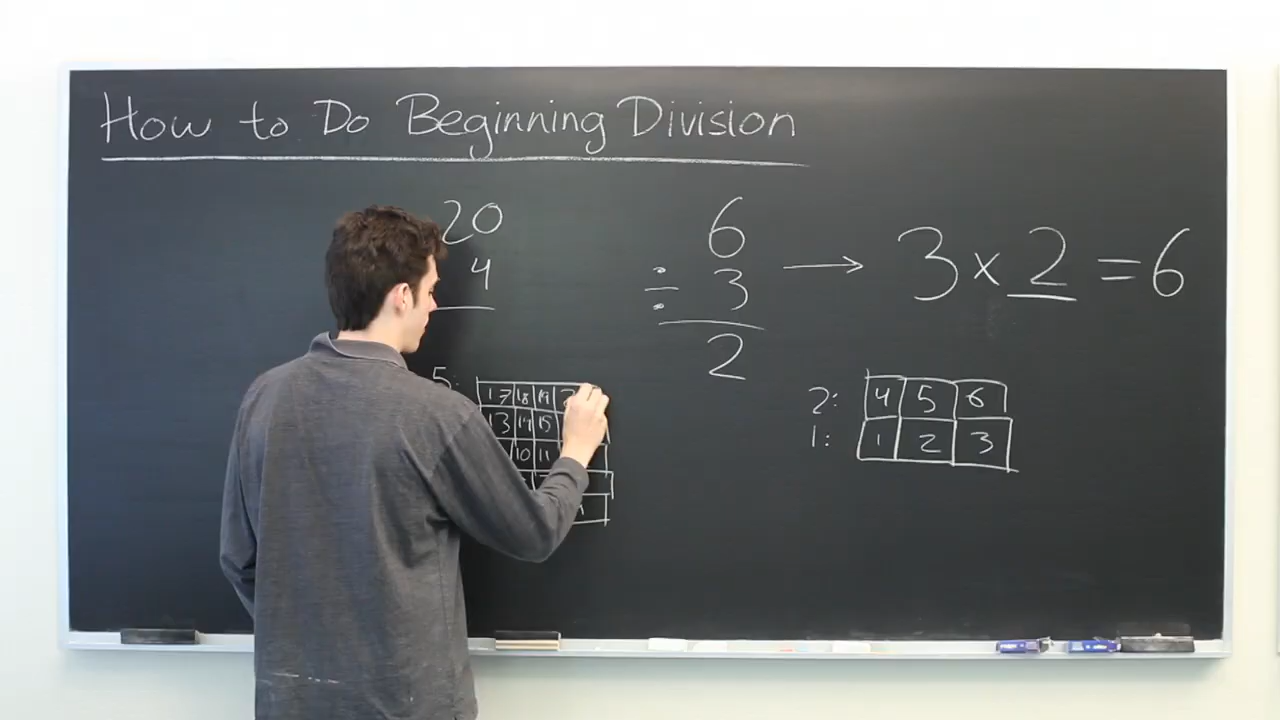 How to Do Beginning Division
20
4
5:
17 18 19
13 14 15
10 11
6
÷ 3
2
→ 3 x 2 = 6
2: 4 5 6
1: 1 2 3